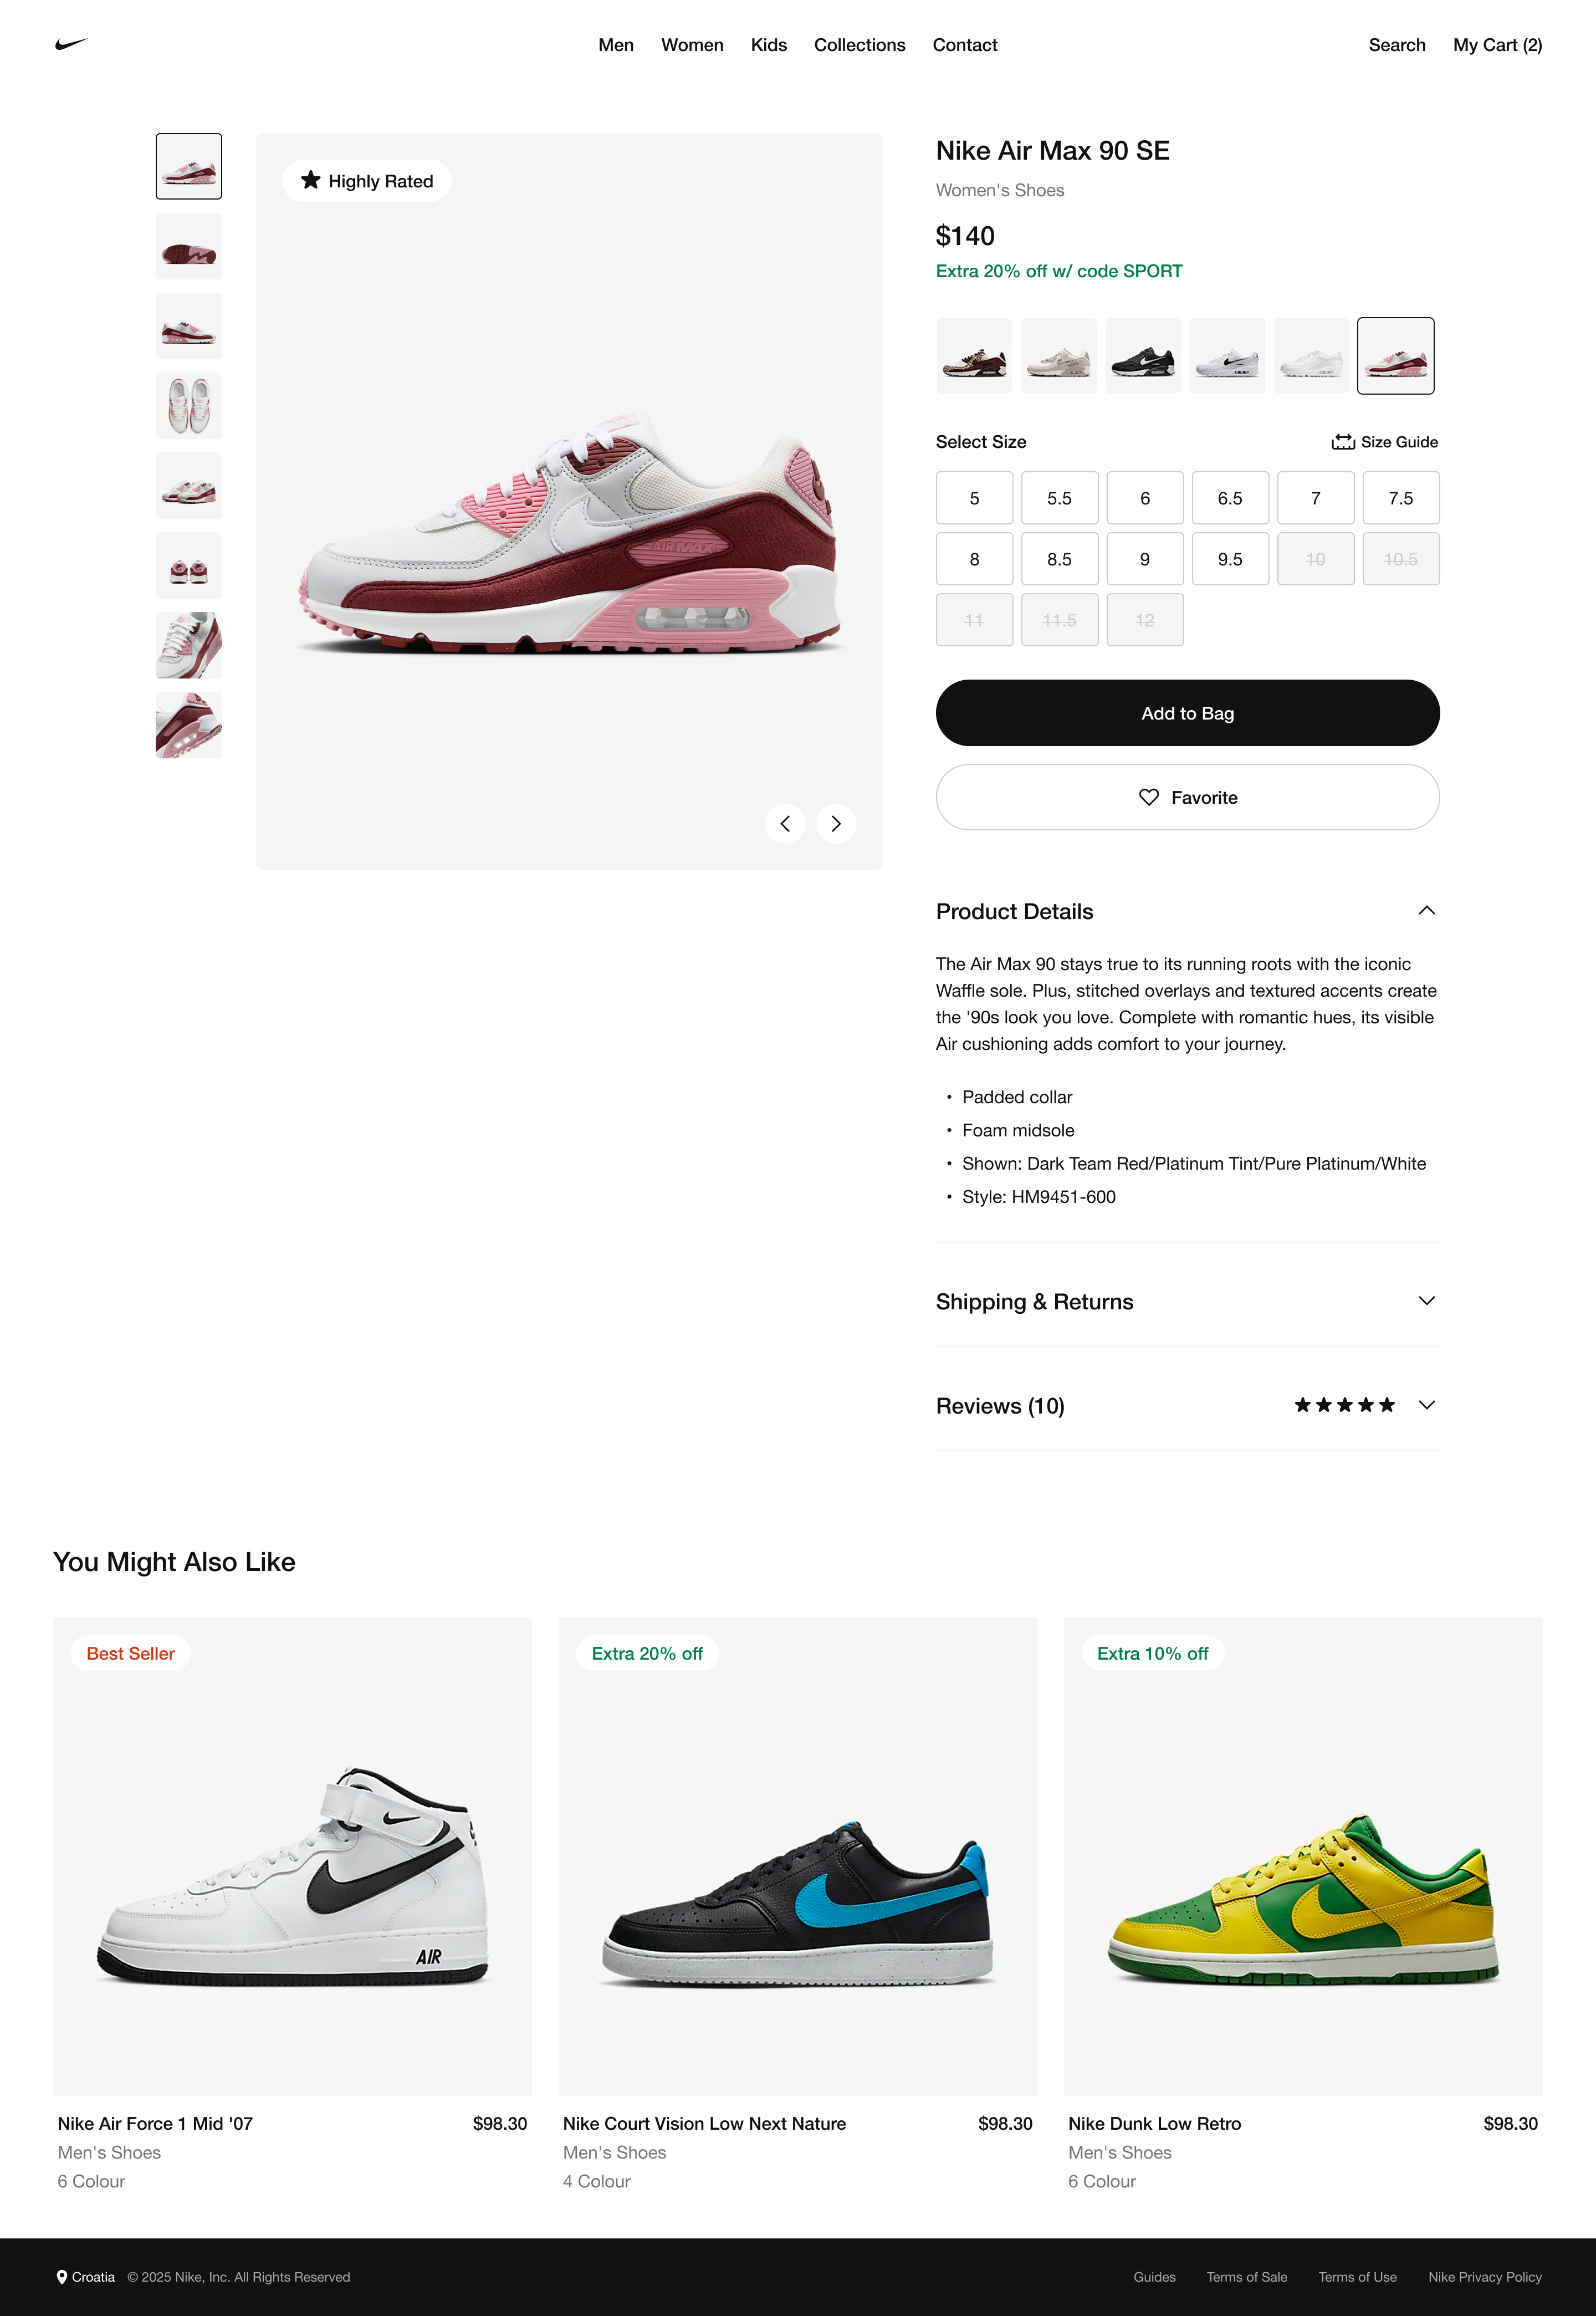 Men Women Kids Collections Contact Search My Cart (2)
Highly Rated
Nike Air Max 90 SE
Women's Shoes
$140
Extra 20% off w/ code SPORT
Select Size Size Guide
5 5.5 6 6.5 7 7.5
8 8.5 9 9.5 10 10.5
11 11.5 12
AIR MAX
Add to Bag
Favorite
Product Details
The Air Max 90 stays true to its running roots with the iconic
Waffle sole. Plus, stitched overlays and textured accents create
the '90s look you love. Complete with romantic hues, its visible
Air cushioning adds comfort to your journey.
• Padded collar
• Foam midsole
• Shown: Dark Team Red/Platinum Tint/Pure Platinum/White
• Style: HM9451-600
Shipping & Returns
Reviews (10)
You Might Also Like
Best Seller
AIR
Nike Air Force 1 Mid '07 $98.30
Men's Shoes
6 Colour
Extra 20% off
Nike Court Vision Low Next Nature $98.30
Men's Shoes
4 Colour
Extra 10% off
Nike Dunk Low Retro $98.30
Men's Shoes
6 Colour
Croatia © 2025 Nike, Inc. All Rights Reserved Guides Terms of Sale Terms of Use Nike Privacy Policy